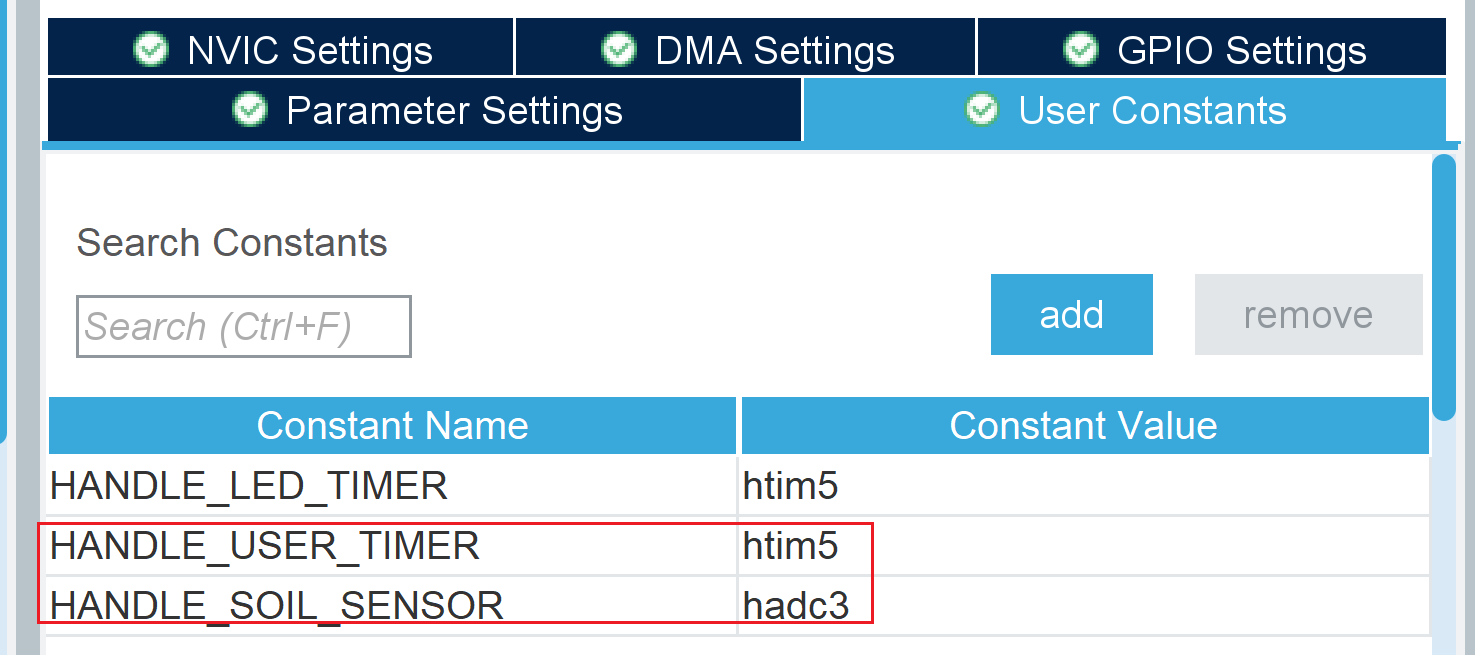 NVIC Settings DMA Settings GPIO Settings
Parameter Settings User Constants
Search Constants
Search (Ctrl+F) add remove
Constant Name Constant Value
HANDLE_LED_TIMER htim5
HANDLE_USER_TIMER htim5
HANDLE_SOIL_SENSOR hadc3